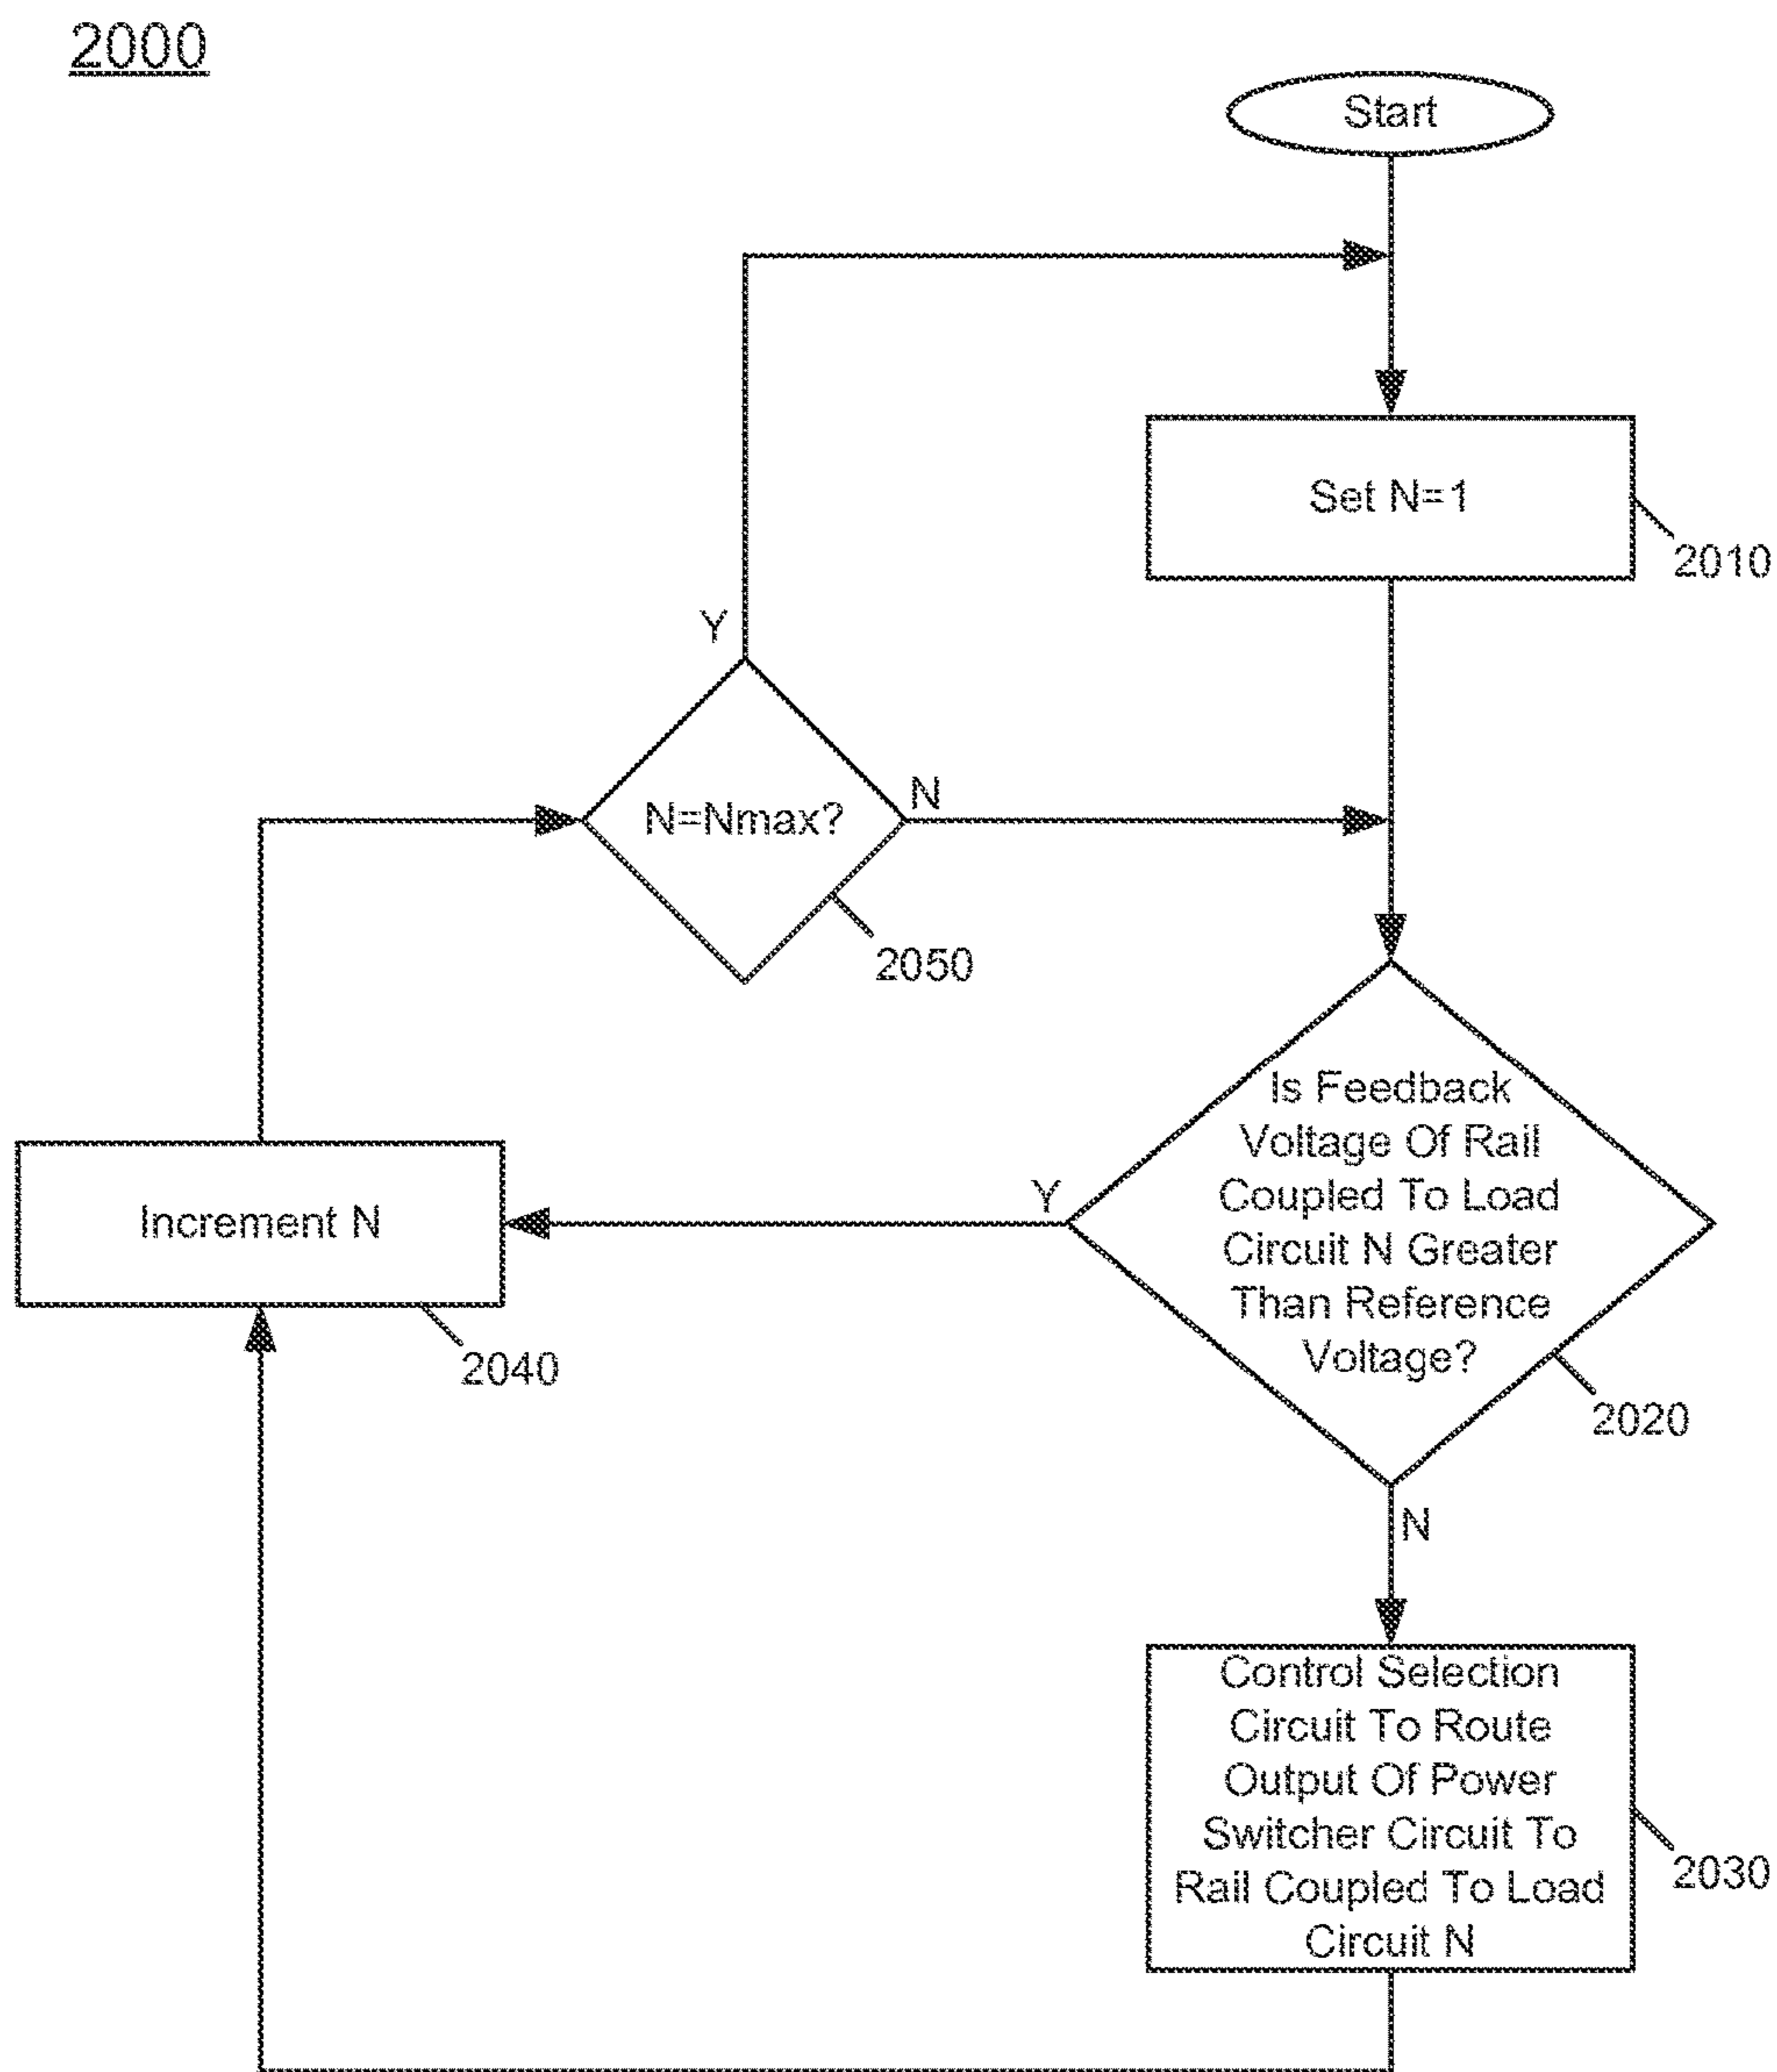 2000
Start
Set N=1
2010
Y
N=Nmax?
N
2050
Is Feedback
Voltage Of Rail
Coupled To Load
Circuit N Greater
Than Reference
Voltage?
Y
2020
Increment N
2040
N
Control Selection
Circuit To Route
Output Of Power
Switcher Circuit To
Rail Coupled To Load
Circuit N
2030